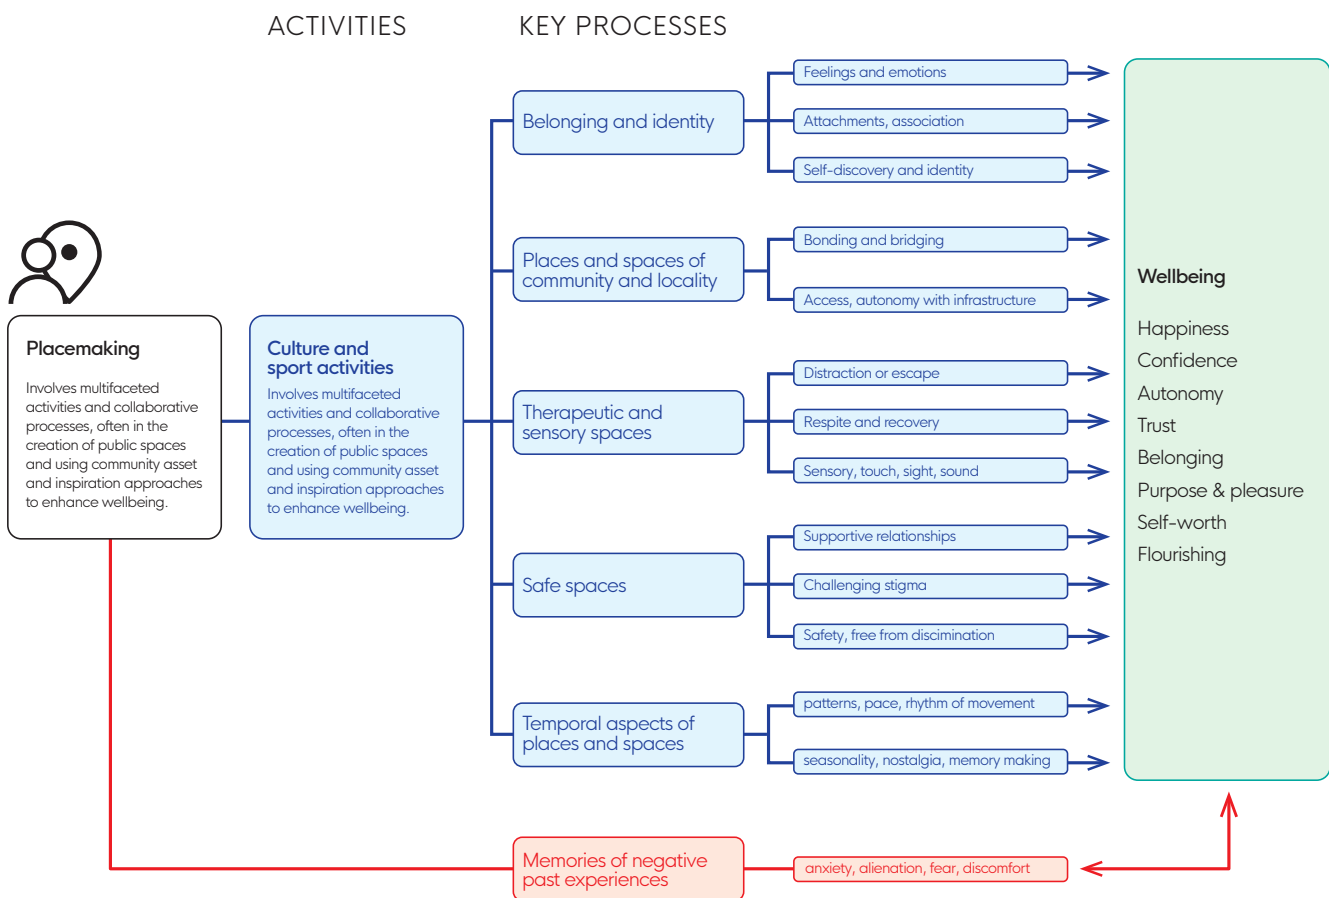 ACTIVITIES
KEY PROCESSES
Placemaking
Involves multifaceted
activities and collaborative
processes, often in the
creation of public spaces
and using community asset
and inspiration approaches
to enhance wellbeing.
Culture and
sport activities
Involves multifaceted
activities and collaborative
processes, often in the
creation of public spaces
and using community asset
and inspiration approaches
to enhance wellbeing.
Belonging and identity
Feelings and emotions
Attachments, association
Self-discovery and identity
Places and spaces of
community and locality
Bonding and bridging
Access, autonomy with infrastructure
Therapeutic and
sensory spaces
Distraction or escape
Respite and recovery
Sensory, touch, sight, sound
Safe spaces
Supportive relationships
Challenging stigma
Safety, free from discimination
Temporal aspects of
places and spaces
patterns, pace, rhythm of movement
seasonality, nostalgia, memory making
Memories of negative
past experiences
anxiety, alienation, fear, discomfort
Wellbeing
Happiness
Confidence
Autonomy
Trust
Belonging
Purpose & pleasure
Self-worth
Flourishing